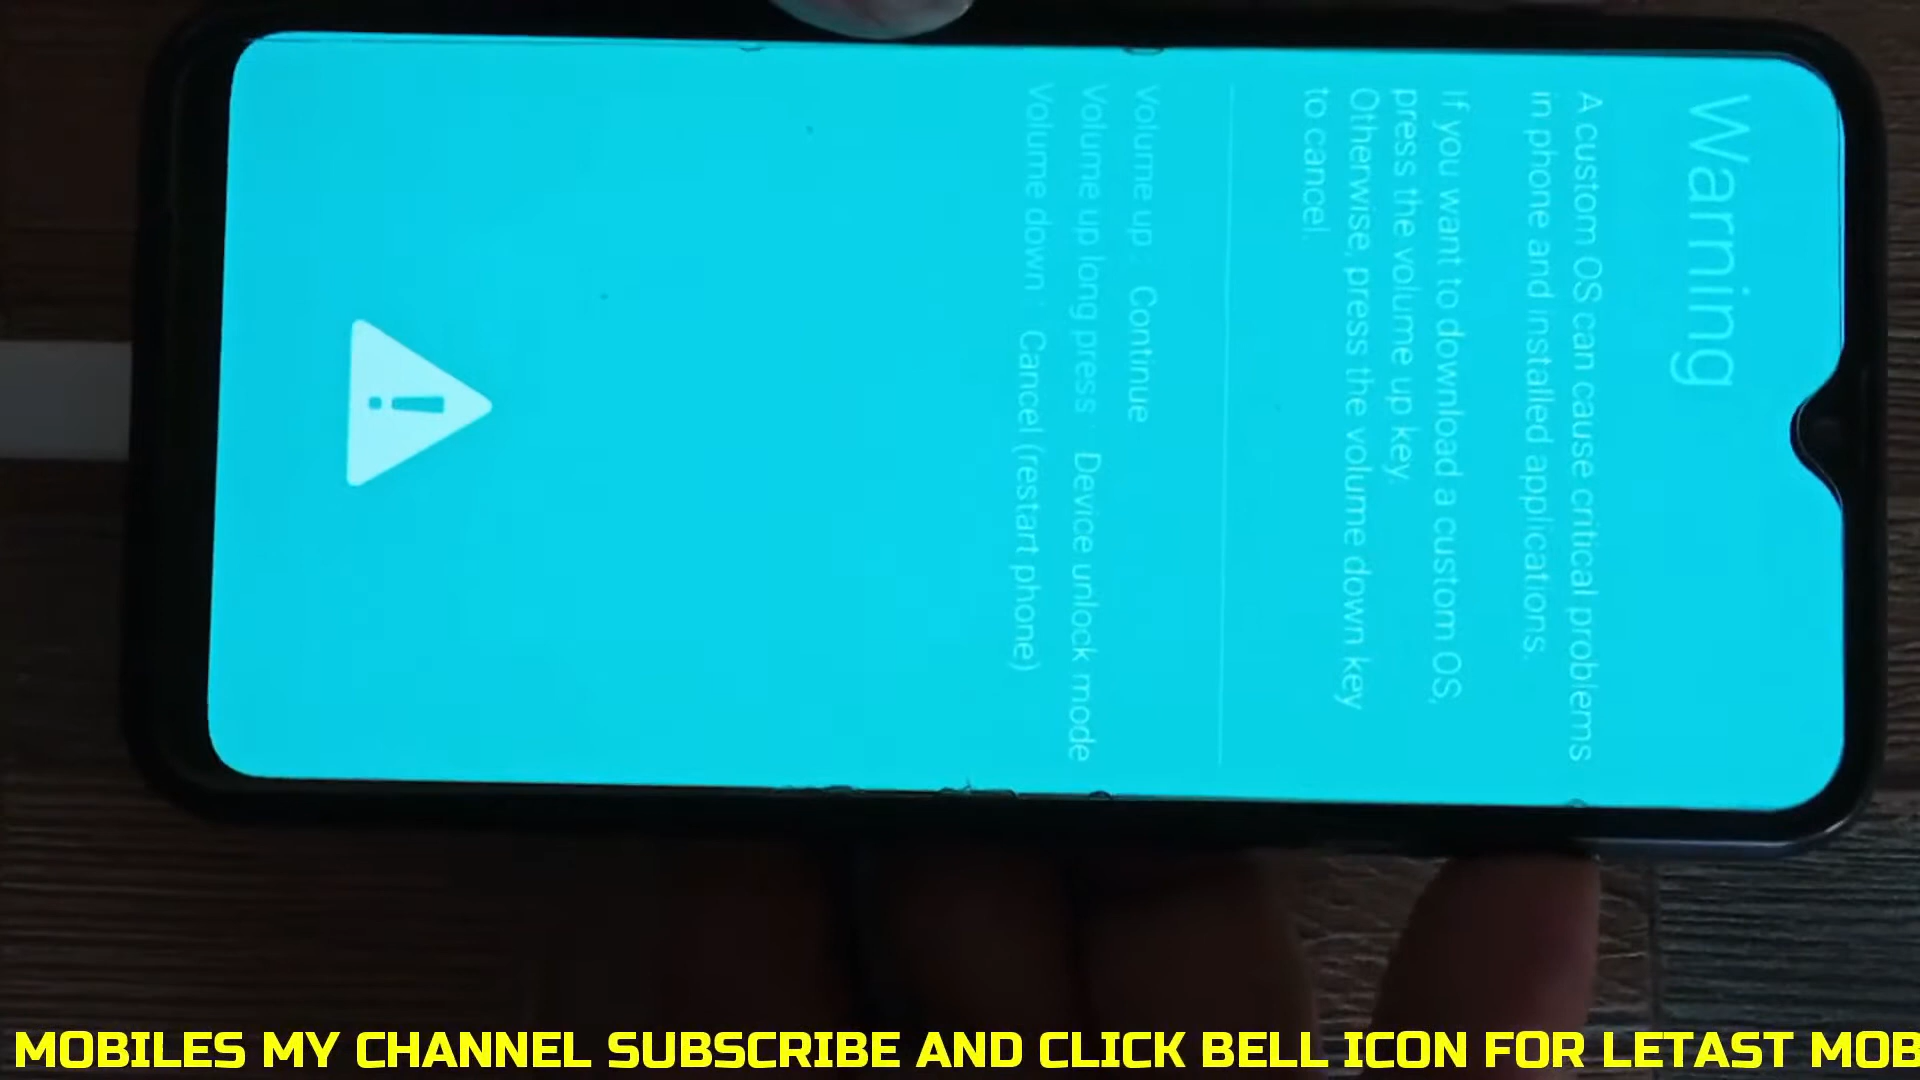 Warning
A custom OS can cause critical problems
in phone and installed applications.
If you want to download a custom OS,
press the volume up key.
Otherwise, press the volume down key
to cancel.
Volume up : Continue
Volume up long press : Device unlock mode
Volume down : Cancel (restart phone)
MOBILES MY CHANNEL SUBSCRIBE AND CLICK BELL ICON FOR LETAST MOB